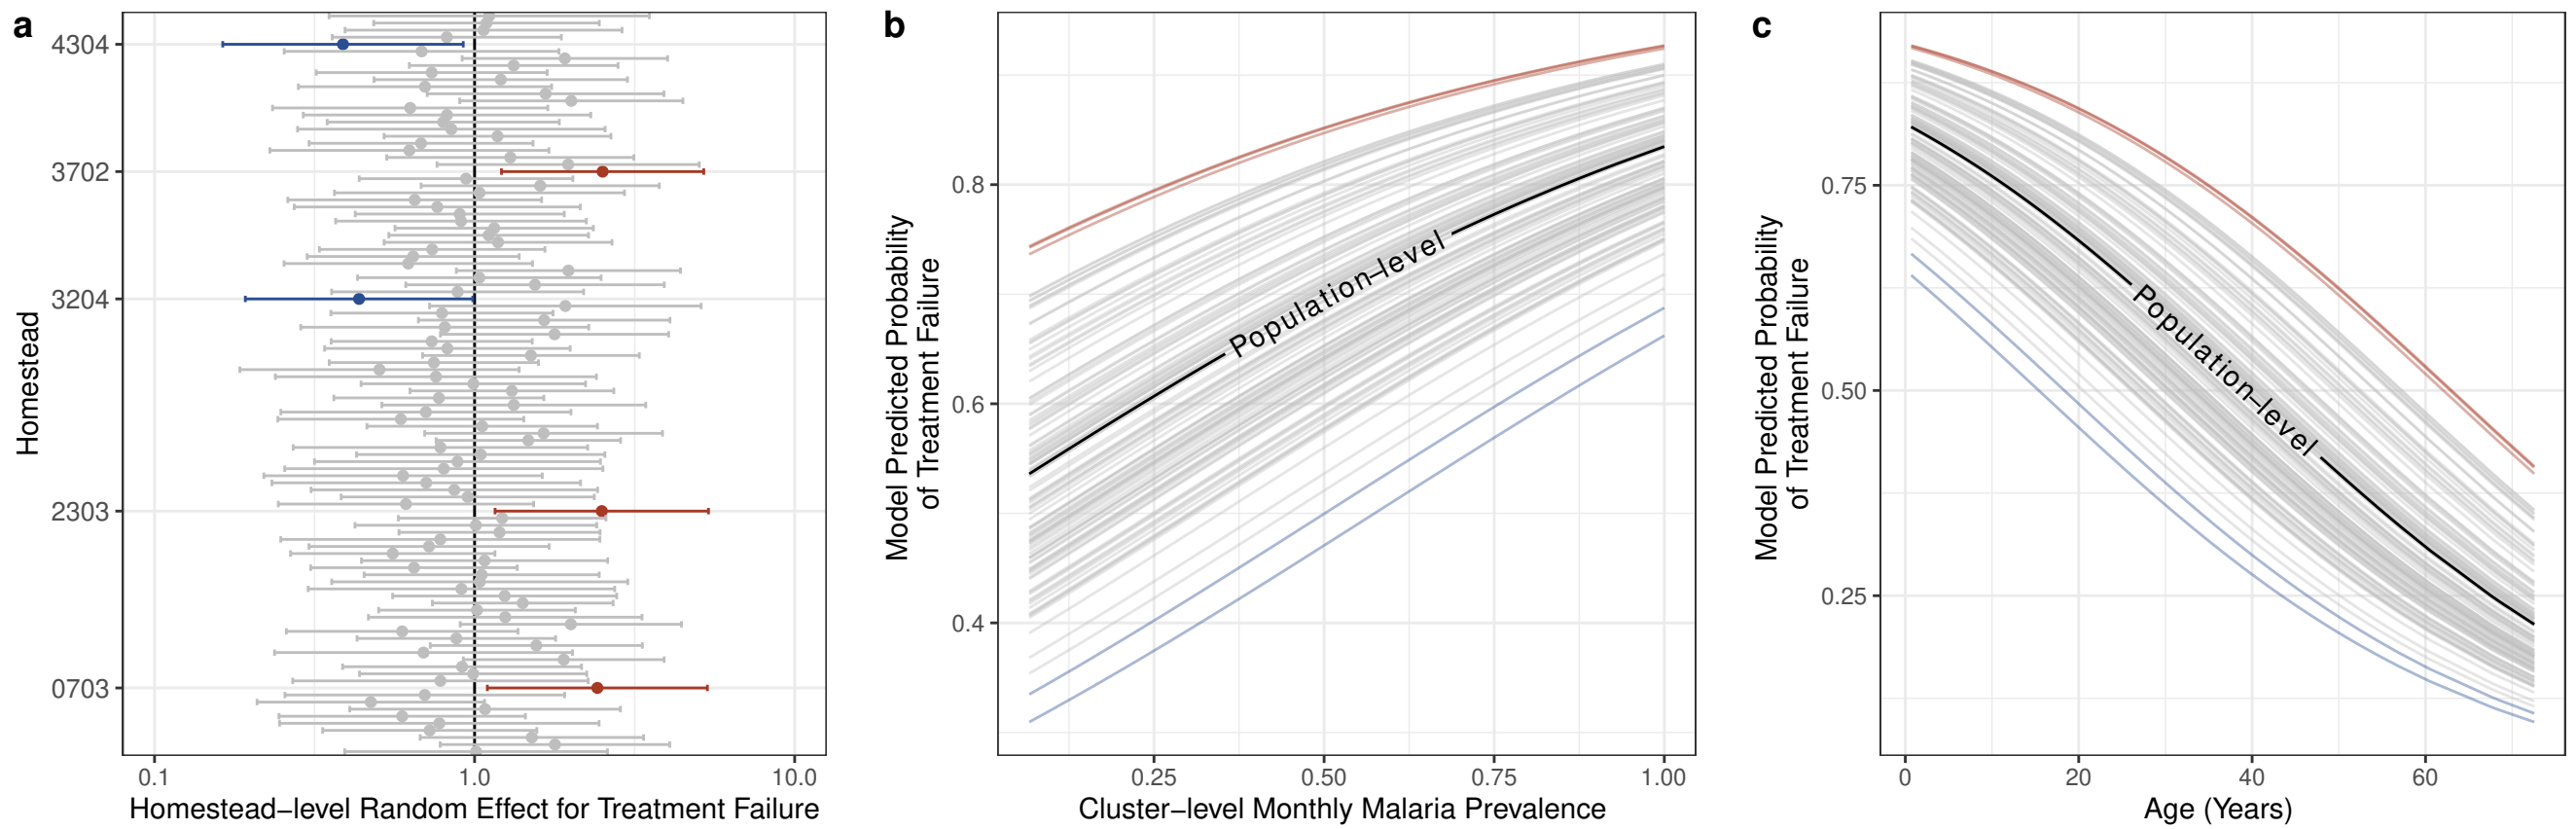 a
4304
3702
3204
2303
0703
Homestead
0.1
1.0
10.0
Homestead−level Random Effect for Treatment Failure
b
Model Predicted Probability
of Treatment Failure
0.8
0.6
0.4
Population−level
0.25
0.50
0.75
1.00
Cluster−level Monthly Malaria Prevalence
c
Model Predicted Probability
of Treatment Failure
0.75
0.50
0.25
Population−level
0
20
40
60
Age (Years)